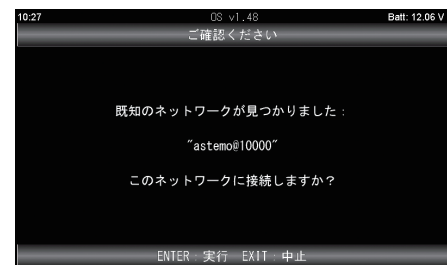 10:27 OS v1.48 Batt: 12.06 V
ご確認ください
既知のネットワークが見つかりました：
"astemo@10000"
このネットワークに接続しますか？
ENTER：実行 EXIT：中止